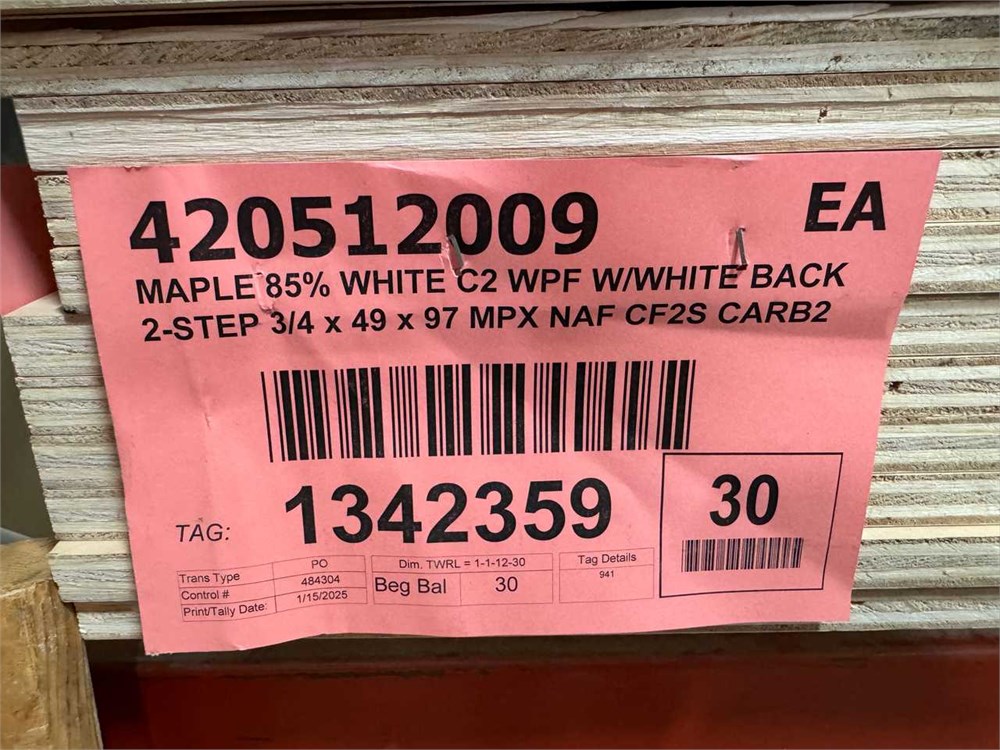 420512009 EA
MAPLE 85% WHITE C2 WPF W/WHITE BACK
2-STEP 3/4 x 49 x 97 MPX NAF CF2S CARB2
TAG: 1342359 30
Trans Type PO
Control # 484304
Print/Tally Date: 1/15/2025
Dim. TWRL = 1-1-12-30
Beg Bal 30
Tag Details
941